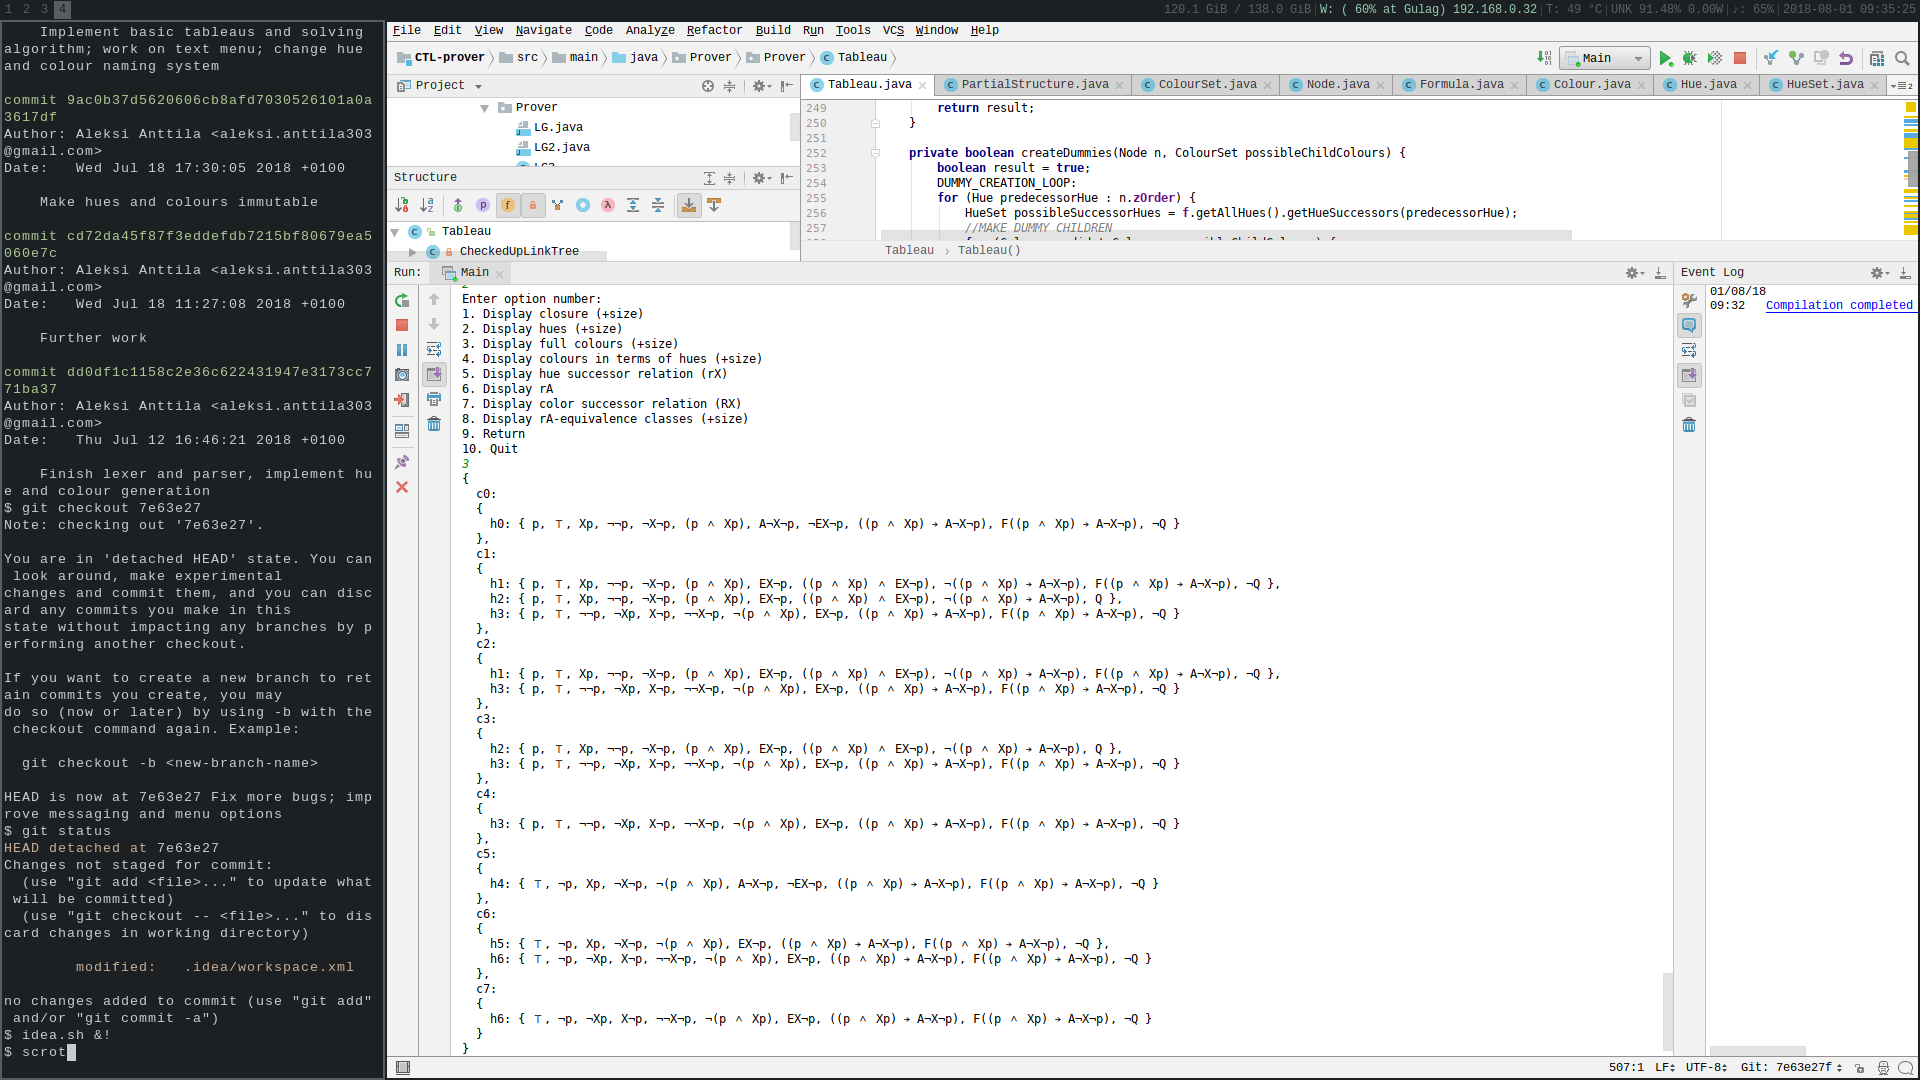 1 2 3 4
120.1 GiB / 138.0 GiB|W: ( 60% at Gulag) 192.168.0.32|T: 49 °C|UNK 91.48% 0.00W|♪: 65%|2018-08-01 09:35:25
Implement basic tableaus and solving
algorithm; work on text menu; change hue
and colour naming system
commit 9ac0b37d5620606cb8afd7030526101a0a
3617df
Author: Aleksi Anttila <aleksi.anttila303
@gmail.com>
Date:   Wed Jul 18 17:30:05 2018 +0100
Make hues and colours immutable
commit cd72da45f87f3eddefdb7215bf80679ea5
060e7c
Author: Aleksi Anttila <aleksi.anttila303
@gmail.com>
Date:   Wed Jul 18 11:27:08 2018 +0100
Further work
commit dd0df1c1158c2e36c622431947e3173cc7
71ba37
Author: Aleksi Anttila <aleksi.anttila303
@gmail.com>
Date:   Thu Jul 12 16:46:21 2018 +0100
Finish lexer and parser, implement hu
e and colour generation
$ git checkout 7e63e27
Note: checking out '7e63e27'.
You are in 'detached HEAD' state. You can
look around, make experimental
changes and commit them, and you can disc
ard any commits you make in this
state without impacting any branches by p
erforming another checkout.
If you want to create a new branch to ret
ain commits you create, you may
do so (now or later) by using -b with the
checkout command again. Example:
git checkout -b <new-branch-name>
HEAD is now at 7e63e27 Fix more bugs; imp
rove messaging and menu options
$ git status
HEAD detached at 7e63e27
Changes not staged for commit:
(use "git add <file>..." to update what
will be committed)
(use "git checkout -- <file>..." to dis
card changes in working directory)
modified:   .idea/workspace.xml
no changes added to commit (use "git add"
and/or "git commit -a")
$ idea.sh &!
$ scrot
File Edit View Navigate Code Analyze Refactor Build Run Tools VCS Window Help
CTL-prover src main java Prover Prover Tableau
Main
Project
Prover
LG.java
LG2.java
Structure
Tableau
CheckedUpLinkTree
Tableau.java PartialStructure.java ColourSet.java Node.java Formula.java Colour.java Hue.java HueSet.java 2
249 return result;
250 }
251
252 private boolean createDummies(Node n, ColourSet possibleChildColours) {
253 boolean result = true;
254 DUMMY_CREATION_LOOP:
255 for (Hue predecessorHue : n.zOrder) {
256 HueSet possibleSuccessorHues = f.getAllHues().getHueSuccessors(predecessorHue);
257 //MAKE DUMMY CHILDREN
Tableau › Tableau()
Run: Main
Enter option number:
1. Display closure (+size)
2. Display hues (+size)
3. Display full colours (+size)
4. Display colours in terms of hues (+size)
5. Display hue successor relation (rX)
6. Display rA
7. Display color successor relation (RX)
8. Display rA-equivalence classes (+size)
9. Return
10. Quit
3
{
c0:
{
h0: { p, ⊤, Xp, ¬¬p, ¬X¬p, (p ∧ Xp), A¬X¬p, ¬EX¬p, ((p ∧ Xp) → A¬X¬p), F((p ∧ Xp) → A¬X¬p), ¬Q }
},
c1:
{
h1: { p, ⊤, Xp, ¬¬p, ¬X¬p, (p ∧ Xp), EX¬p, ((p ∧ Xp) ∧ EX¬p), ¬((p ∧ Xp) → A¬X¬p), F((p ∧ Xp) → A¬X¬p), ¬Q },
h2: { p, ⊤, Xp, ¬¬p, ¬X¬p, (p ∧ Xp), EX¬p, ((p ∧ Xp) ∧ EX¬p), ¬((p ∧ Xp) → A¬X¬p), Q },
h3: { p, ⊤, ¬¬p, ¬Xp, X¬p, ¬¬X¬p, ¬(p ∧ Xp), EX¬p, ((p ∧ Xp) → A¬X¬p), F((p ∧ Xp) → A¬X¬p), ¬Q }
},
c2:
{
h1: { p, ⊤, Xp, ¬¬p, ¬X¬p, (p ∧ Xp), EX¬p, ((p ∧ Xp) ∧ EX¬p), ¬((p ∧ Xp) → A¬X¬p), F((p ∧ Xp) → A¬X¬p), ¬Q },
h3: { p, ⊤, ¬¬p, ¬Xp, X¬p, ¬¬X¬p, ¬(p ∧ Xp), EX¬p, ((p ∧ Xp) → A¬X¬p), F((p ∧ Xp) → A¬X¬p), ¬Q }
},
c3:
{
h2: { p, ⊤, Xp, ¬¬p, ¬X¬p, (p ∧ Xp), EX¬p, ((p ∧ Xp) ∧ EX¬p), ¬((p ∧ Xp) → A¬X¬p), Q },
h3: { p, ⊤, ¬¬p, ¬Xp, X¬p, ¬¬X¬p, ¬(p ∧ Xp), EX¬p, ((p ∧ Xp) → A¬X¬p), F((p ∧ Xp) → A¬X¬p), ¬Q }
},
c4:
{
h3: { p, ⊤, ¬¬p, ¬Xp, X¬p, ¬¬X¬p, ¬(p ∧ Xp), EX¬p, ((p ∧ Xp) → A¬X¬p), F((p ∧ Xp) → A¬X¬p), ¬Q }
},
c5:
{
h4: { ⊤, ¬p, Xp, ¬X¬p, ¬(p ∧ Xp), A¬X¬p, ¬EX¬p, ((p ∧ Xp) → A¬X¬p), F((p ∧ Xp) → A¬X¬p), ¬Q }
},
c6:
{
h5: { ⊤, ¬p, Xp, ¬X¬p, ¬(p ∧ Xp), EX¬p, ((p ∧ Xp) → A¬X¬p), F((p ∧ Xp) → A¬X¬p), ¬Q },
h6: { ⊤, ¬p, ¬Xp, X¬p, ¬¬X¬p, ¬(p ∧ Xp), EX¬p, ((p ∧ Xp) → A¬X¬p), F((p ∧ Xp) → A¬X¬p), ¬Q }
},
c7:
{
h6: { ⊤, ¬p, ¬Xp, X¬p, ¬¬X¬p, ¬(p ∧ Xp), EX¬p, ((p ∧ Xp) → A¬X¬p), F((p ∧ Xp) → A¬X¬p), ¬Q }
}
}
Event Log
01/08/18
09:32 Compilation completed
507:1 LF UTF-8 Git: 7e63e27f